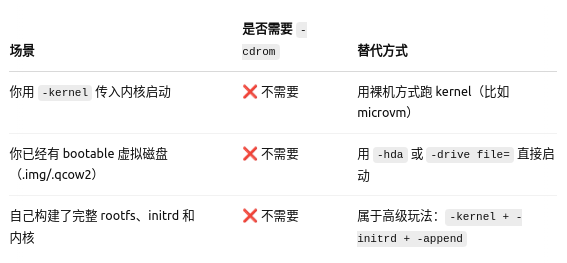 场景 是否需要 -cdrom 替代方式
你用 -kernel 传入内核启动 ❌ 不需要 用裸机方式跑 kernel（比如
microvm）
你已经有 bootable 虚拟磁盘 ❌ 不需要 用 -hda 或 -drive file= 直接启
（.img/.qcow2） 动
自己构建了完整 rootfs、initrd 和 ❌ 不需要 属于高级玩法：-kernel + -
内核 initrd + -append